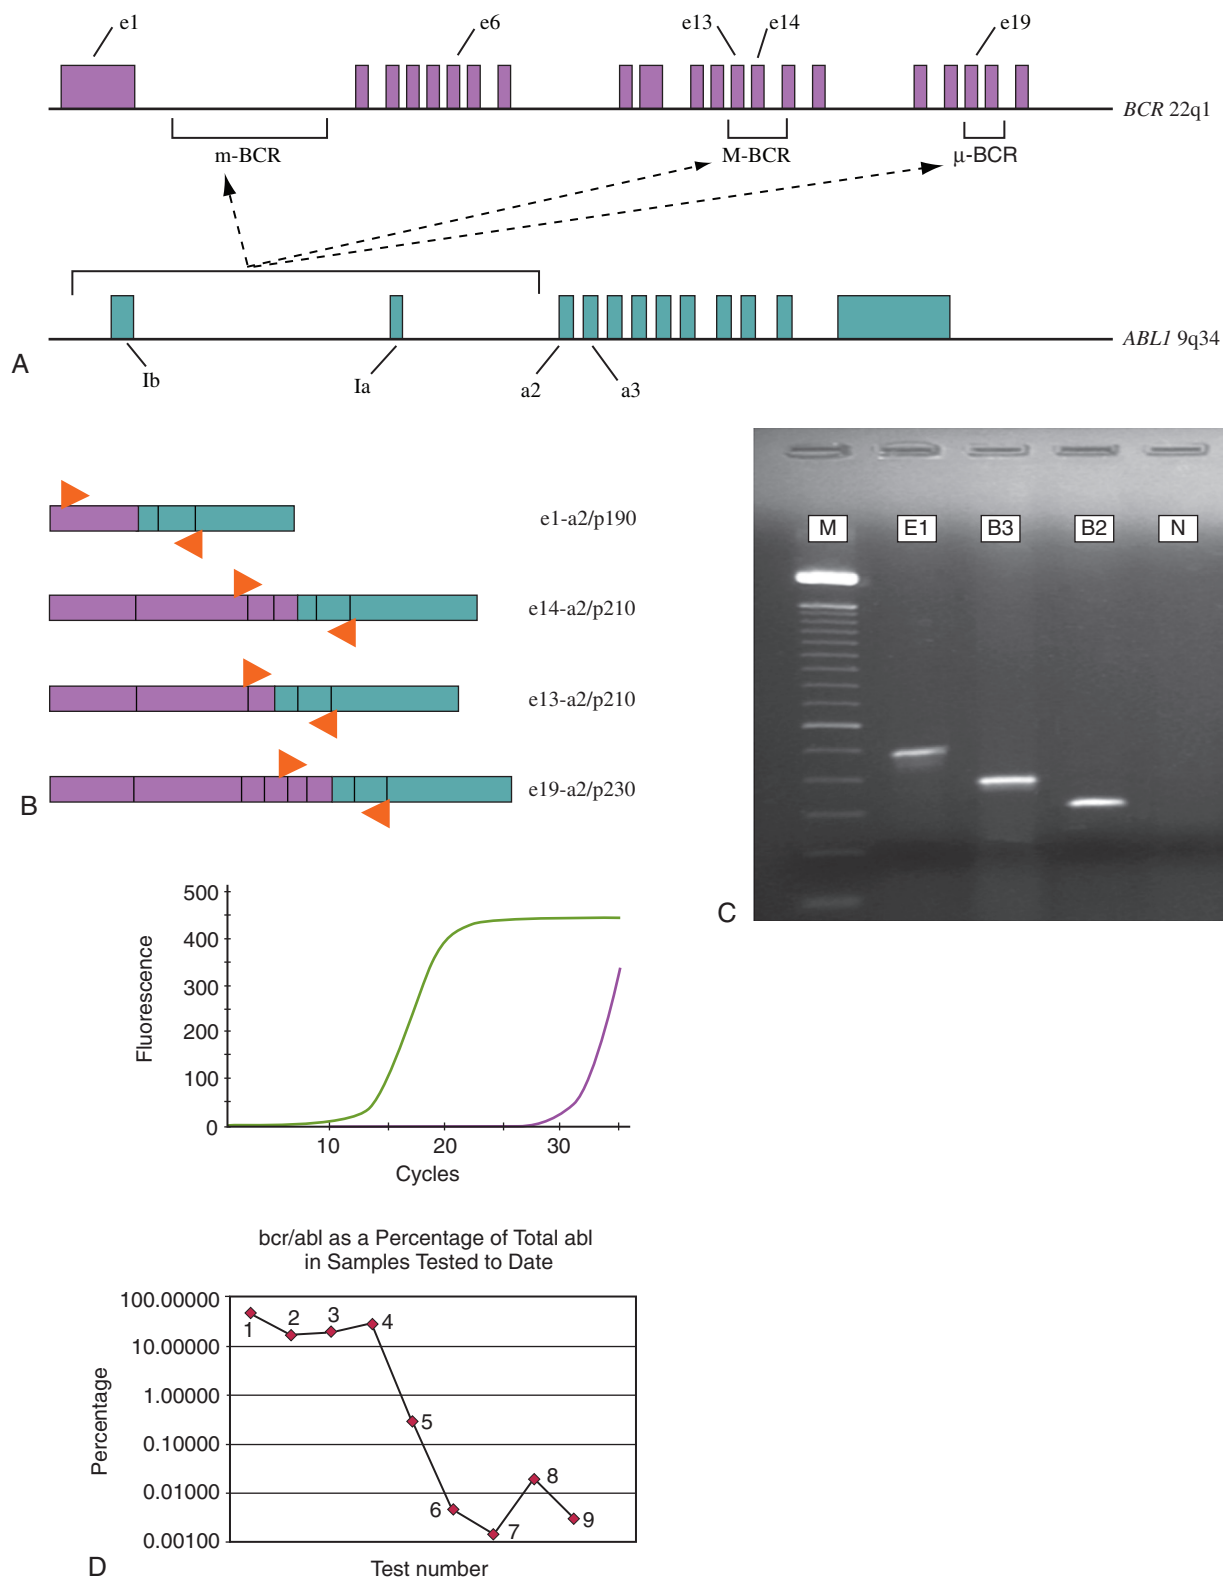 e1
e6
e13
e14
e19
BCR 22q1
m-BCR
M-BCR
µ-BCR
ABL1 9q34
Ib
Ia
a2
a3
A
e1-a2/p190
e14-a2/p210
e13-a2/p210
e19-a2/p230
B
M
E1
B3
B2
N
C
500
400
300
200
100
0
Fluorescence
10
20
30
Cycles
bcr/abl as a Percentage of Total abl
in Samples Tested to Date
100.00000
10.00000
1.00000
0.10000
0.01000
0.00100
Percentage
1
2
3
4
5
6
7
8
9
Test number
D